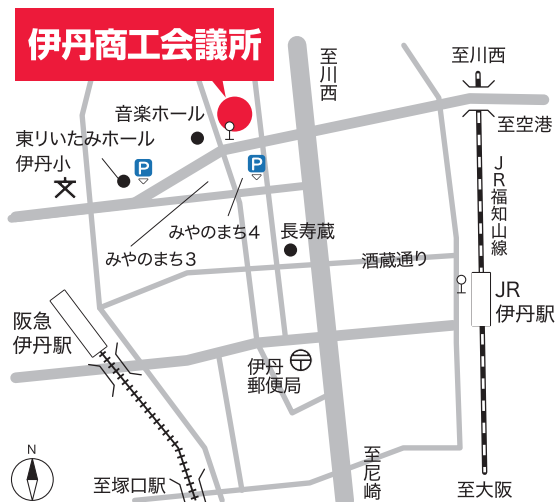 伊丹商工会議所
至川西
至川西
音楽ホール
東リいたみホール
伊丹小
P
P
至空港
JR福知山線
みやのまち4
みやのまち3
長寿蔵
酒蔵通り
JR
伊丹駅
阪急
伊丹駅
伊丹
郵便局
N
至塚口駅
至尼崎
至大阪